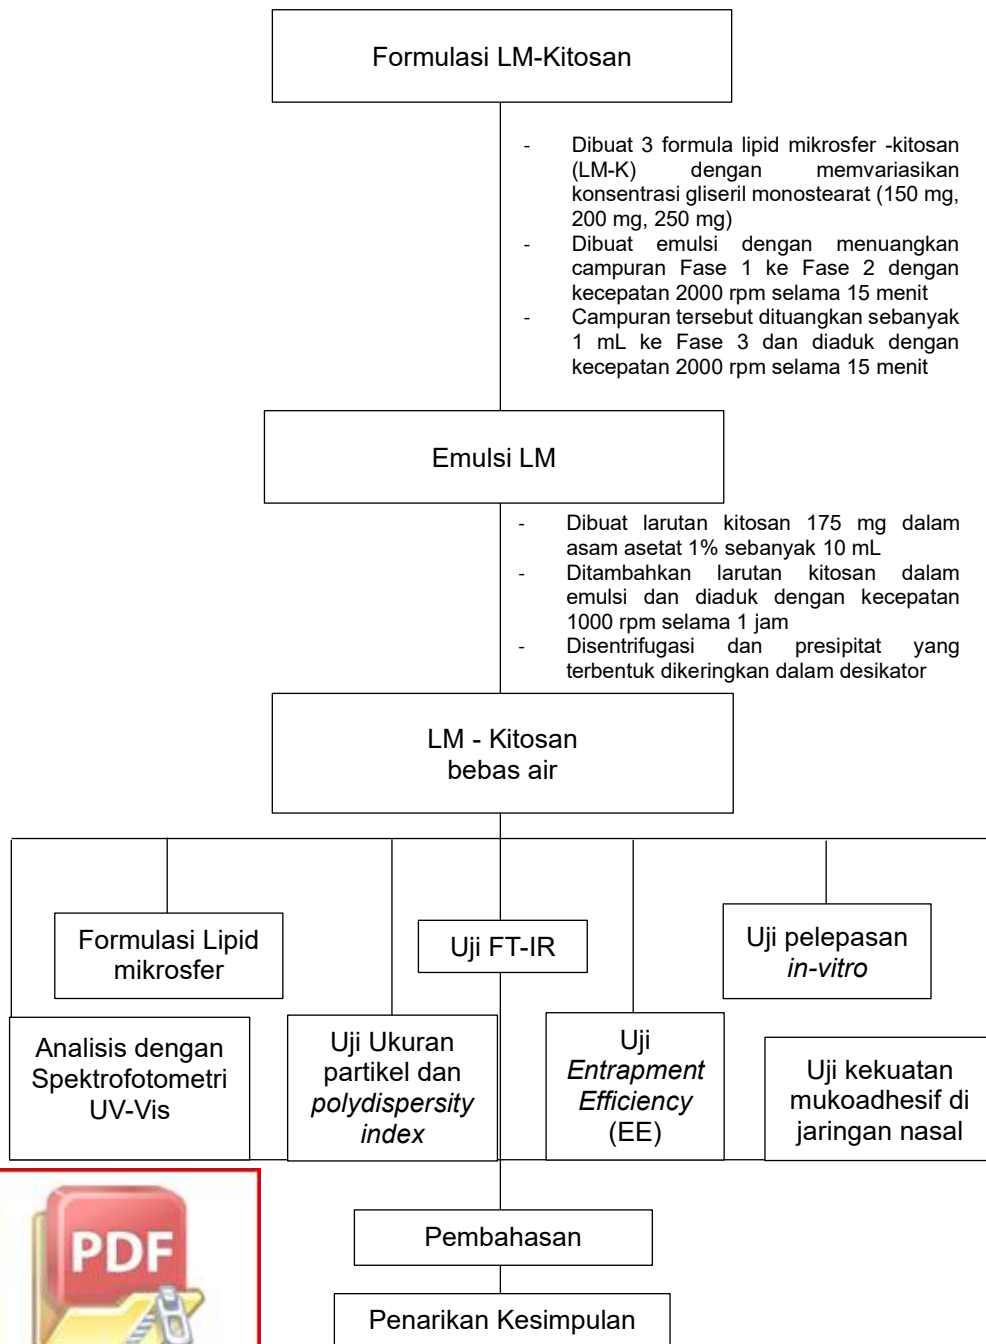 Formulasi LM-Kitosan
- Dibuat 3 formula lipid mikrosfer -kitosan
(LM-K) dengan memvariasikan
konsentrasi gliseril monostearat (150 mg,
200 mg, 250 mg)
- Dibuat emulsi dengan menuangkan
campuran Fase 1 ke Fase 2 dengan
kecepatan 2000 rpm selama 15 menit
- Campuran tersebut dituangkan sebanyak
1 mL ke Fase 3 dan diaduk dengan
kecepatan 2000 rpm selama 15 menit
Emulsi LM
- Dibuat larutan kitosan 175 mg dalam
asam asetat 1% sebanyak 10 mL
- Ditambahkan larutan kitosan dalam
emulsi dan diaduk dengan kecepatan
1000 rpm selama 1 jam
- Disentrifugasi dan presipitat yang
terbentuk dikeringkan dalam desikator
LM - Kitosan
bebas air
Formulasi Lipid
mikrosfer
Uji FT-IR
Uji pelepasan
in-vitro
Analisis dengan
Spektrofotometri
UV-Vis
Uji Ukuran
partikel dan
polydispersity
index
Uji
Entrapment
Efficiency
(EE)
Uji kekuatan
mukoadhesif di
jaringan nasal
PDF
Pembahasan
Penarikan Kesimpulan